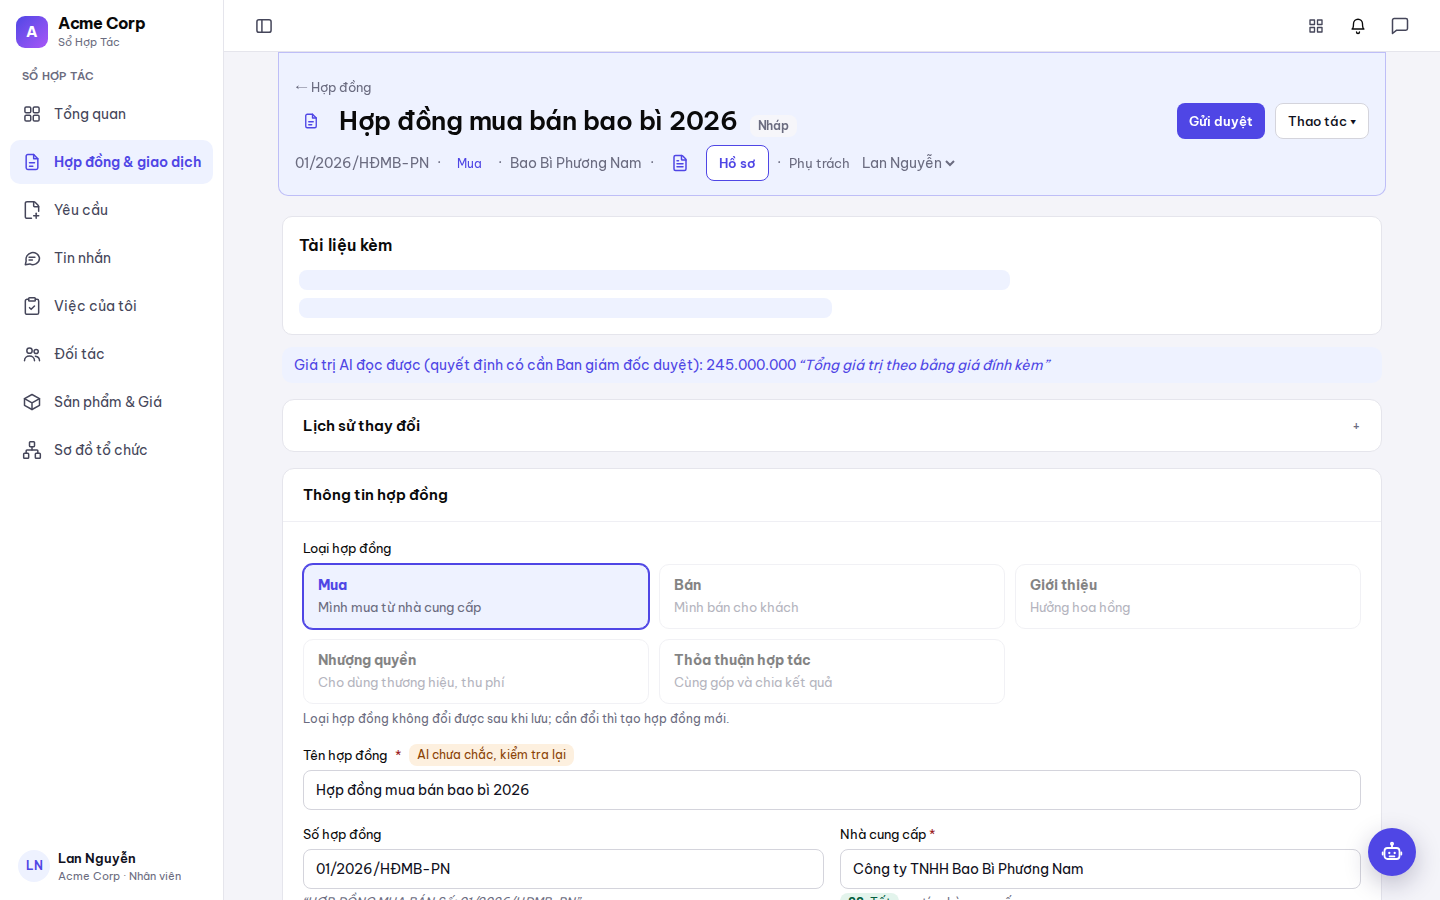 A
Acme Corp
Sổ Hợp Tác
SỔ HỢP TÁC
Tổng quan
Hợp đồng & giao dịch
Yêu cầu
Tin nhắn
Việc của tôi
Đối tác
Sản phẩm & Giá
Sơ đồ tổ chức
LN
Lan Nguyễn
Acme Corp · Nhân viên
← Hợp đồng
Hợp đồng mua bán bao bì 2026 Nháp
Gửi duyệt Thao tác ▾
01/2026/HĐMB-PN · Mua · Bao Bì Phương Nam · Hồ sơ · Phụ trách Lan Nguyễn
Tài liệu kèm
Giá trị AI đọc được (quyết định có cần Ban giám đốc duyệt): 245.000.000 “Tổng giá trị theo bảng giá đính kèm”
Lịch sử thay đổi +
Thông tin hợp đồng
Loại hợp đồng
Mua
Mình mua từ nhà cung cấp
Bán
Mình bán cho khách
Giới thiệu
Hưởng hoa hồng
Nhượng quyền
Cho dùng thương hiệu, thu phí
Thỏa thuận hợp tác
Cùng góp và chia kết quả
Loại hợp đồng không đổi được sau khi lưu; cần đổi thì tạo hợp đồng mới.
Tên hợp đồng * AI chưa chắc, kiểm tra lại
Hợp đồng mua bán bao bì 2026
Số hợp đồng
01/2026/HĐMB-PN
Nhà cung cấp *
Công ty TNHH Bao Bì Phương Nam